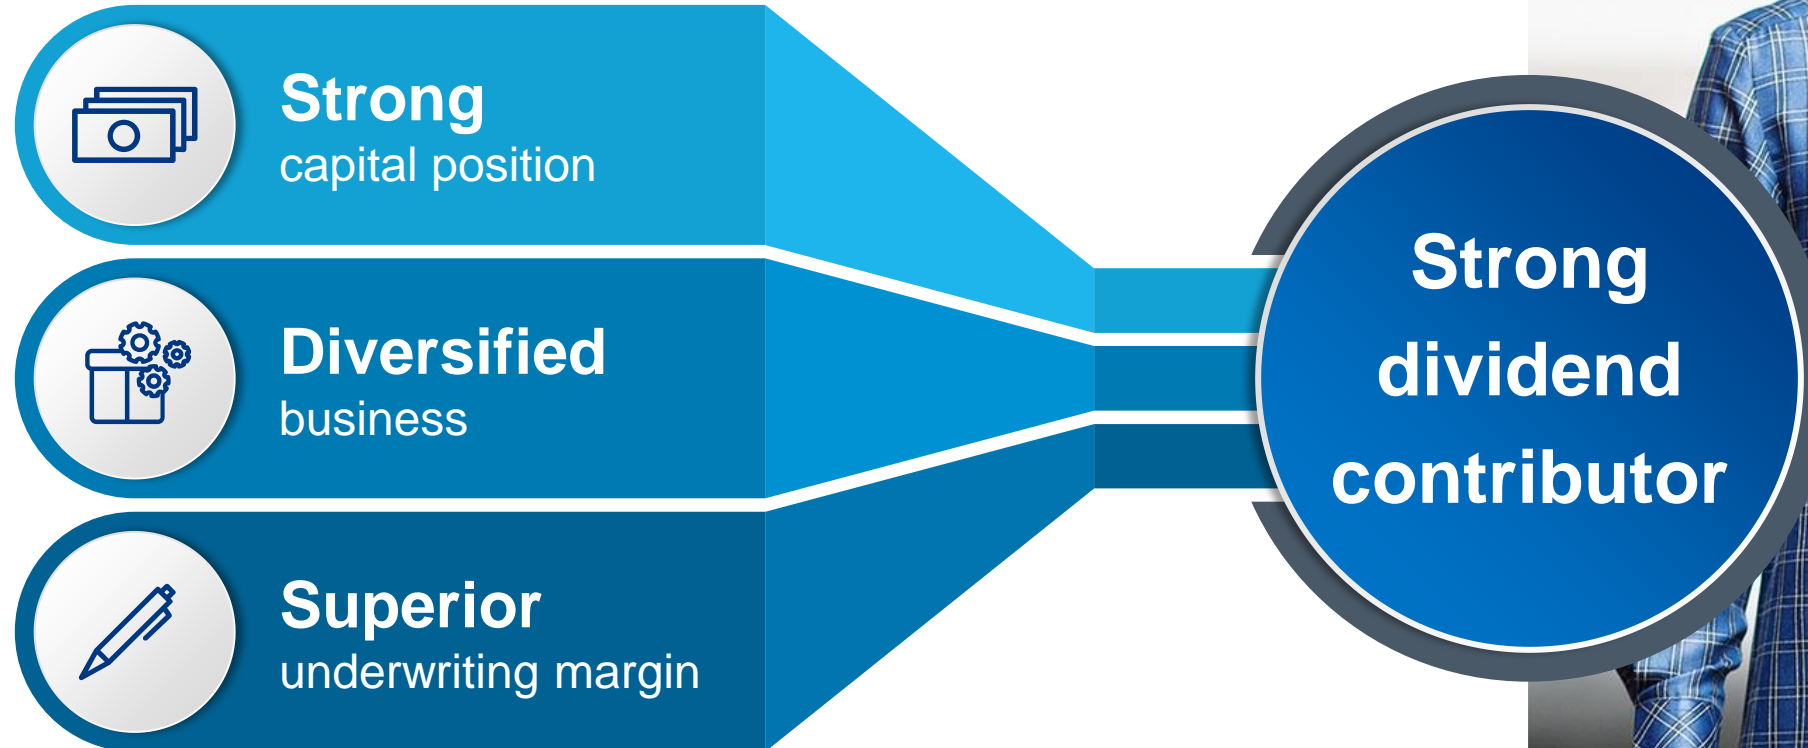 Strong
capital position
Diversified
business
Superior
underwriting margin
Strong
dividend
contributor